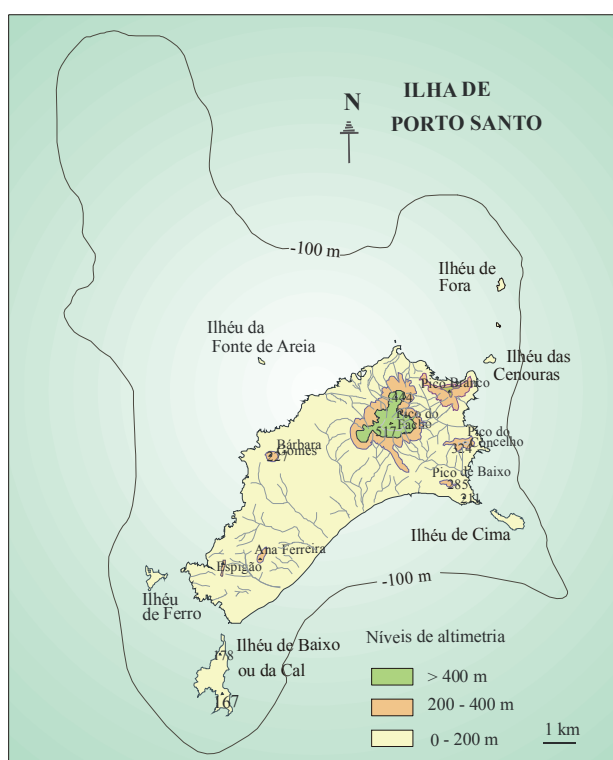 N
ILHA DE
PORTO SANTO
-100 m
Ilhéu de
Fora
Ilhéu da
Fonte de Areia
Ilhéu das
Cenouras
Pico Branco
444
Pico do
Facho
517
Pico do
Concelho
324
Bárbara
Gomes
227
Pico de Baixo
285
211
Ilhéu de Cima
Ana Ferreira
Espigão
-100 m
Ilhéu
de Ferro
Ilhéu de Baixo
ou da Cal
178
167
Níveis de altimetria
> 400 m
200 - 400 m
0 - 200 m
1 km